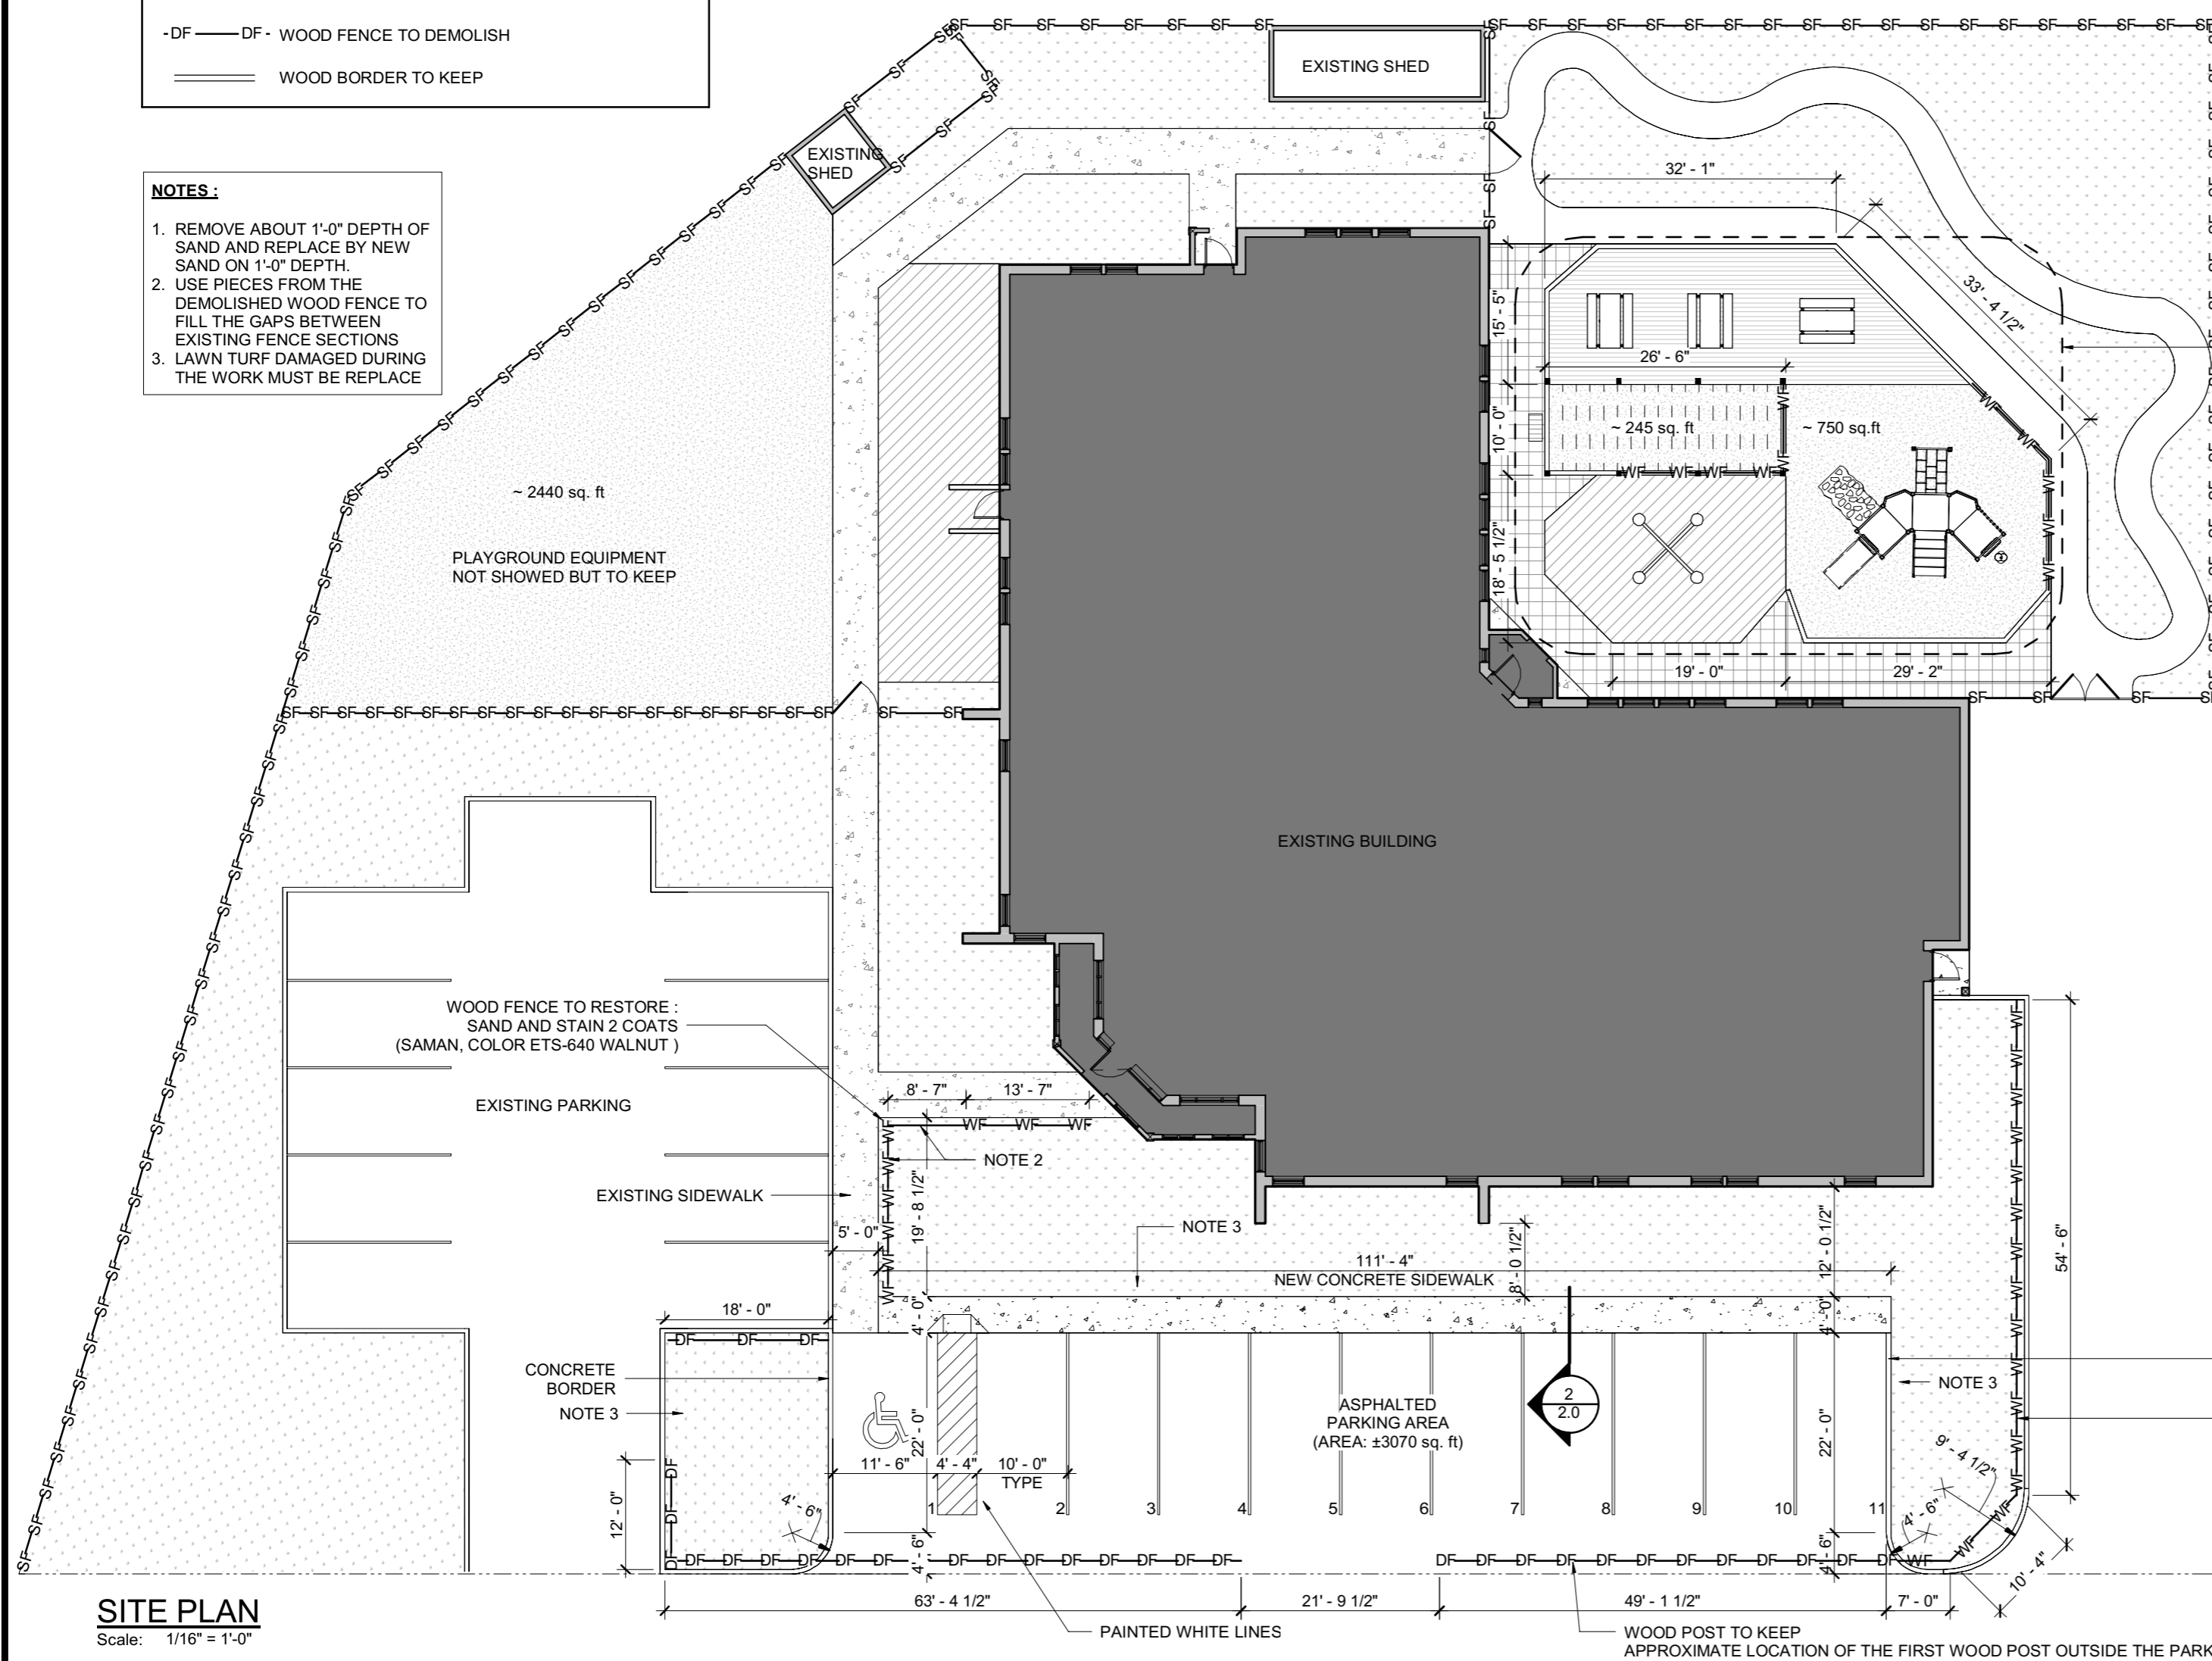 -DF——DF- WOOD FENCE TO DEMOLISH
WOOD BORDER TO KEEP
NOTES :
1. REMOVE ABOUT 1'-0" DEPTH OF
SAND AND REPLACE BY NEW
SAND ON 1'-0" DEPTH.
2. USE PIECES FROM THE
DEMOLISHED WOOD FENCE TO
FILL THE GAPS BETWEEN
EXISTING FENCE SECTIONS
3. LAWN TURF DAMAGED DURING
THE WORK MUST BE REPLACE
EXISTING SHED
EXISTING
SHED
32' - 1"
33' - 4 1/2"
15' - 5"
26' - 6"
10' - 0"
~ 245 sq. ft
~ 750 sq.ft
18' - 5 1/2"
19' - 0"
29' - 2"
~ 2440 sq. ft
PLAYGROUND EQUIPMENT
NOT SHOWED BUT TO KEEP
EXISTING BUILDING
WOOD FENCE TO RESTORE :
SAND AND STAIN 2 COATS
(SAMAN, COLOR ETS-640 WALNUT )
EXISTING PARKING
8' - 7"
13' - 7"
NOTE 2
EXISTING SIDEWALK
19' - 8 1/2"
5' - 0"
NOTE 3
111' - 4"
NEW CONCRETE SIDEWALK
8' - 0 1/2"
12' - 0 1/2"
54' - 6"
18' - 0"
4' - 0"
4' - 0"
CONCRETE
BORDER
NOTE 3
ASPHALTED
PARKING AREA
(AREA: ±3070 sq. ft)
2
2.0
NOTE 3
22' - 0"
22' - 0"
11' - 6"
4' - 4"
10' - 0"
TYPE
9' - 4 1/2"
12' - 0"
4' - 6"
1
2
3
4
5
6
7
8
9
10
11
4' - 6"
4' - 6"
4' - 6"
10' - 4"
63' - 4 1/2"
21' - 9 1/2"
49' - 1 1/2"
7' - 0"
SITE PLAN
Scale: 1/16" = 1'-0"
PAINTED WHITE LINES
WOOD POST TO KEEP
APPROXIMATE LOCATION OF THE FIRST WOOD POST OUTSIDE THE PARK